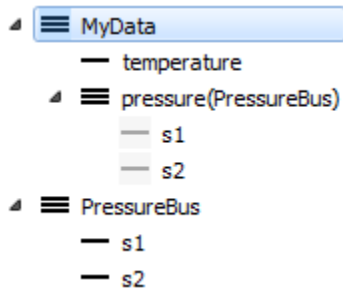 MyData
temperature
pressure(PressureBus)
s1
s2
PressureBus
s1
s2